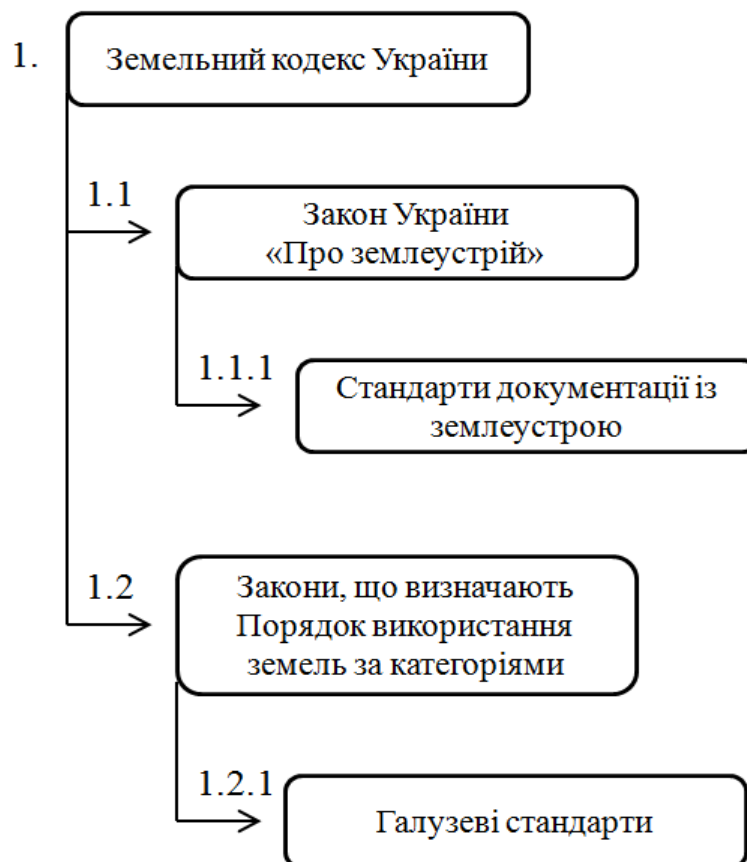 1.
Земельний кодекс України
1.1
Закон України
«Про землеустрій»
1.1.1
Стандарти документації із
землеустрою
1.2
Закони, що визначають
Порядок використання
земель за категоріями
1.2.1
Галузеві стандарти